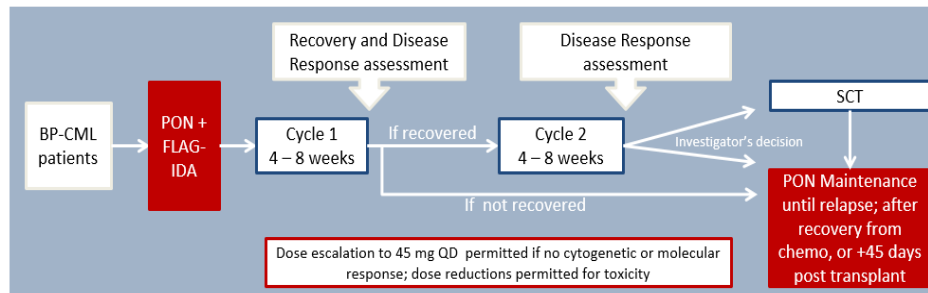 Recovery and Disease
Response assessment
Disease Response
assessment
BP-CML
patients
PON +
FLAG-
IDA
Cycle 1
4 – 8 weeks
If recovered
Cycle 2
4 – 8 weeks
SCT
Investigator's decision
If not recovered
PON Maintenance
until relapse; after
recovery from
chemo, or +45 days
post transplant
Dose escalation to 45 mg QD permitted if no cytogenetic or molecular
response; dose reductions permitted for toxicity